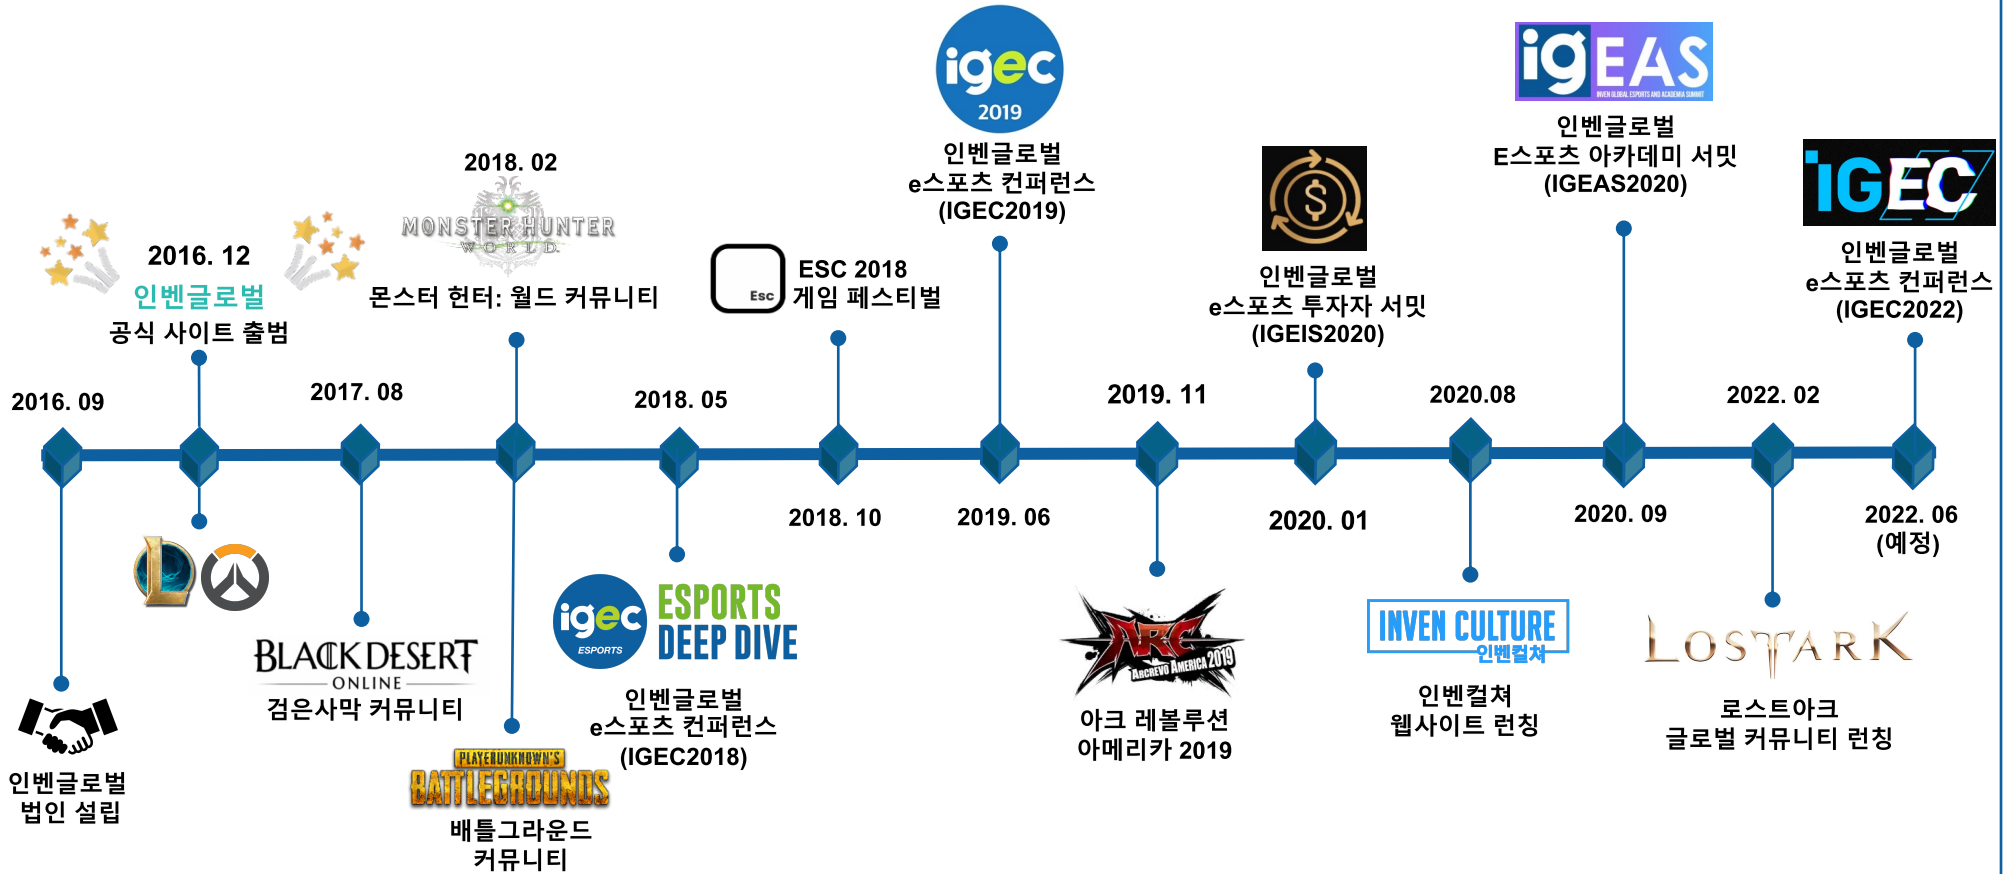 2016. 09
인벤글로벌
법인 설립
2016. 12
인벤글로벌
공식 사이트 출범
2017. 08
BLACK DESERT
ONLINE
검은사막 커뮤니티
2018. 02
MONSTER HUNTER
WORLD
몬스터 헌터: 월드 커뮤니티
PLAYERUNKNOWN'S
BATTLEGROUNDS
배틀그라운드
커뮤니티
2018. 05
igec
ESPORTS
ESPORTS
DEEP DIVE
인벤글로벌
e스포츠 컨퍼런스
(IGEC2018)
Esc
ESC 2018
게임 페스티벌
2018. 10
igec
2019
인벤글로벌
e스포츠 컨퍼런스
(IGEC2019)
2019. 06
2019. 11
ARC
ARCREVO AMERICA 2019
아크 레볼루션
아메리카 2019
$
인벤글로벌
e스포츠 투자자 서밋
(IGEIS2020)
2020. 01
2020.08
INVEN CULTURE
인벤컬쳐
인벤컬쳐
웹사이트 런칭
igEAS
INVEN GLOBAL ESPORTS AND ACADEMIA SUMMIT
인벤글로벌
E스포츠 아카데미 서밋
(IGEAS2020)
2020. 09
2022. 02
LOSTARK
로스트아크
글로벌 커뮤니티 런칭
IGEC
인벤글로벌
e스포츠 컨퍼런스
(IGEC2022)
2022. 06
(예정)